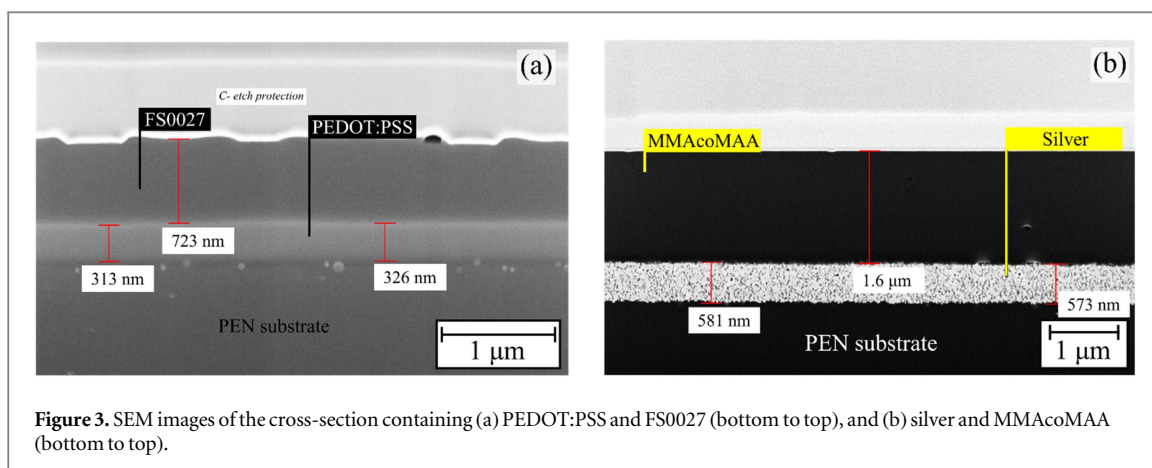 (a)
C- etch protection
FS0027
PEDOT:PSS
723 nm
313 nm
326 nm
PEN substrate
1 μm
(b)
MMAcoMAA
Silver
1.6 μm
581 nm
573 nm
PEN substrate
1 μm
Figure 3. SEM images of the cross-section containing (a) PEDOT:PSS and FS0027 (bottom to top), and (b) silver and MMAcoMAA
(bottom to top).